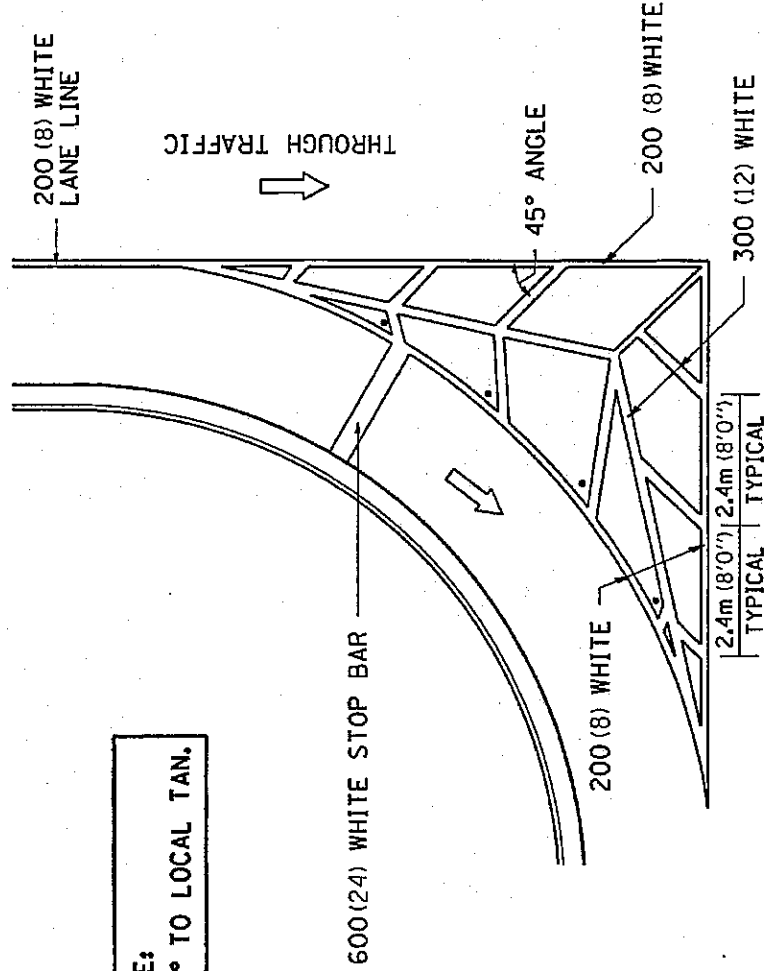 200 (8) WHITE
LANE LINE
THROUGH TRAFFIC
45° ANGLE
200 (8) WHITE
300 (12) WHITE
E:
° TO LOCAL TAN.
600 (24) WHITE STOP BAR
200 (8) WHITE
2.4m (8'0")
TYPICAL
2.4m (8'0")
TYPICAL